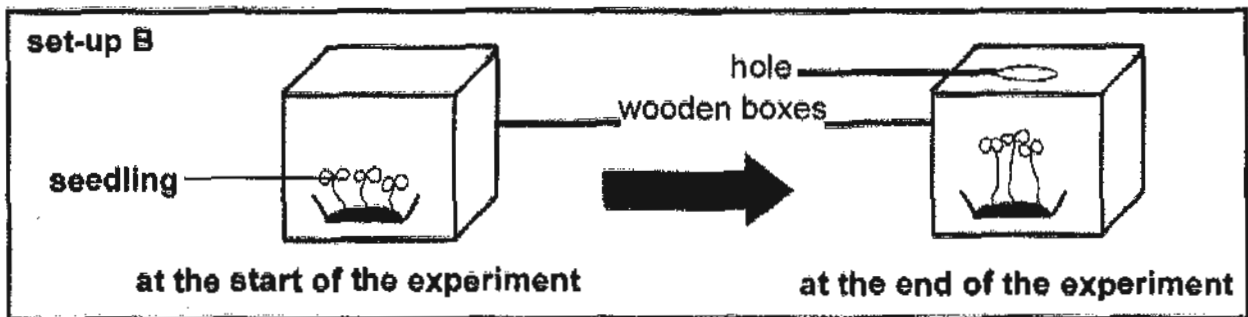 set-up B
hole
wooden boxes
seedling
at the start of the experiment
at the end of the experiment